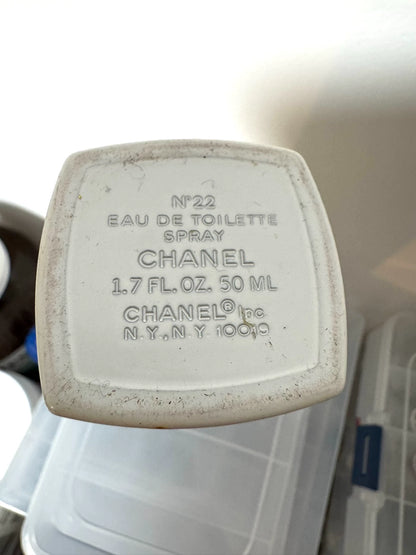 N°22
EAU DE TOILETTE
SPRAY
CHANEL
1.7 FL. OZ. 50 ML
CHANEL® Inc.
N.Y., N.Y. 10019